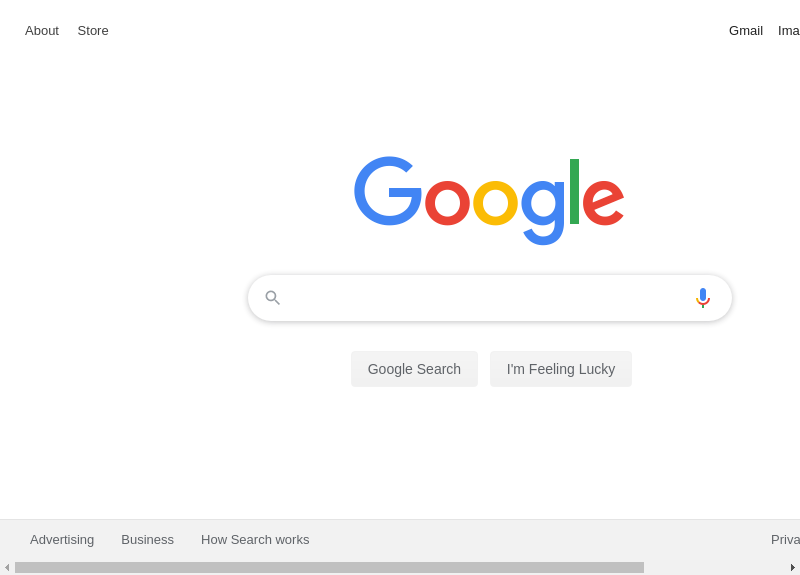 About Store Gmail Ima
Google
Google Search I'm Feeling Lucky
Advertising Business How Search works Priva